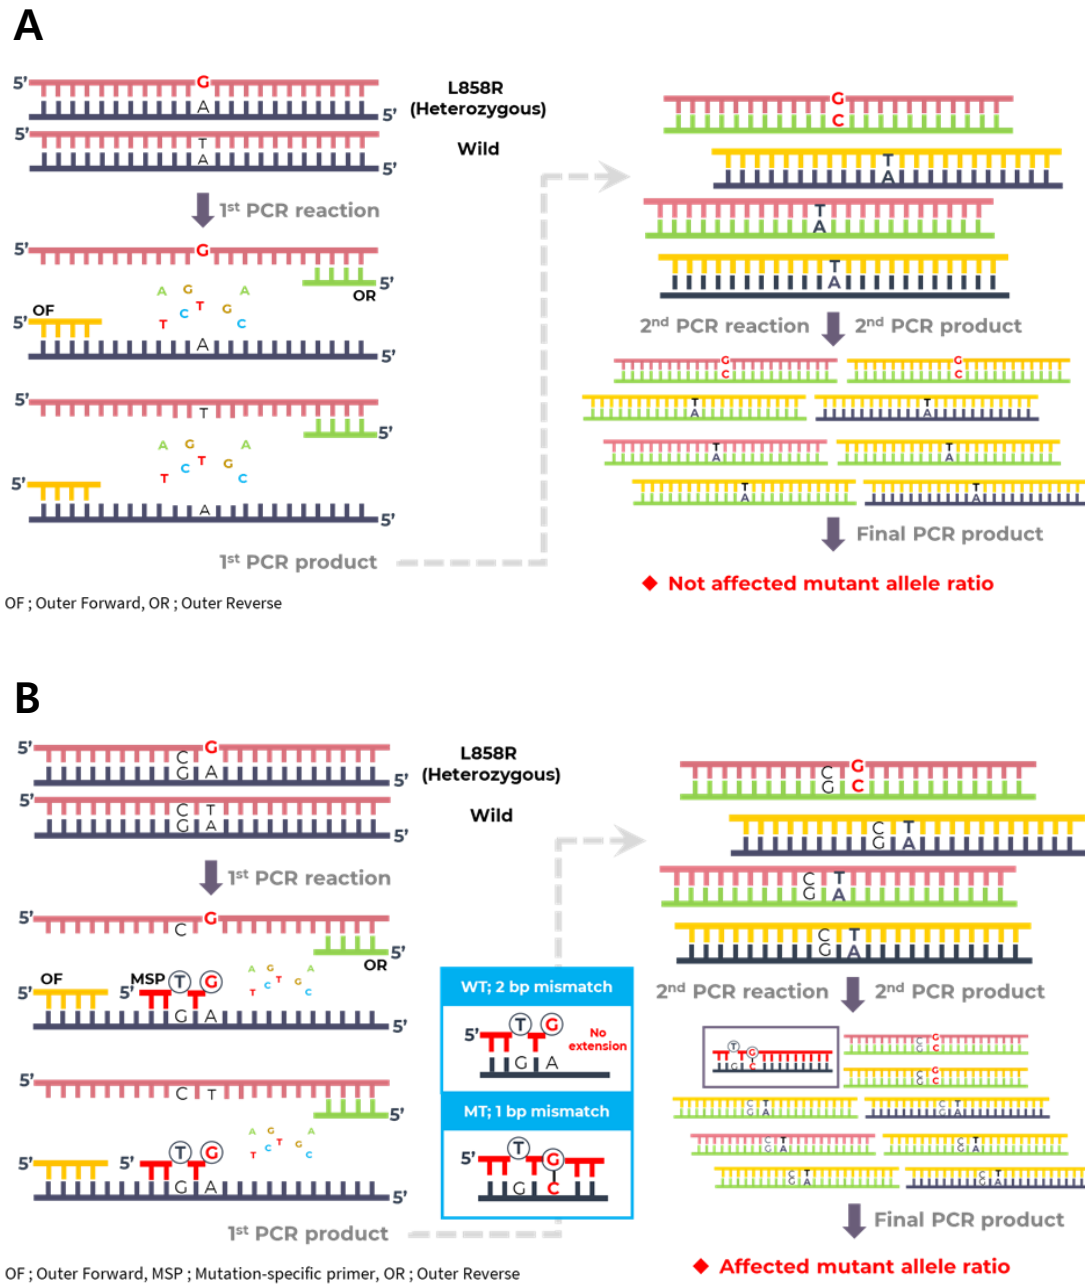 A
5’
G
A
5’
L858R
(Heterozygous)
5’
T
A
5’
Wild
1st PCR reaction
5’
G
5’
OR
A G A
T G
C C
T
OF
5’
A
5’
T
5’
A G A
T G
C C
T
5’
A
5’
1st PCR product
G
C
T
A
T
A
T
A
2nd PCR reaction
2nd PCR product
G
C
G
C
T
A
T
A
T
A
T
A
T
A
T
A
Final PCR product
◆ Not affected mutant allele ratio
OF ; Outer Forward, OR ; Outer Reverse
B
5’
C G
G A
5’
L858R
(Heterozygous)
5’
C T
G A
5’
Wild
1st PCR reaction
5’
C G
5’
OR
OF
5’
MSP
5’
T G
G A
A G A
C T G
T C
5’
C T
5’
T G
G A
A G A
C T G
T C
5’
1st PCR product
WT; 2 bp mismatch
5’
T G
G A
No
extension
MT; 1 bp mismatch
5’
T G
G C
C G
G C
C T
G A
C T
G A
C T
G A
2nd PCR reaction
2nd PCR product
T G
G C
C G
G C
C G
G C
C T
G A
C T
G A
C T
G A
C T
G A
C T
G A
C T
G A
Final PCR product
◆ Affected mutant allele ratio
OF ; Outer Forward, MSP ; Mutation-specific primer, OR ; Outer Reverse